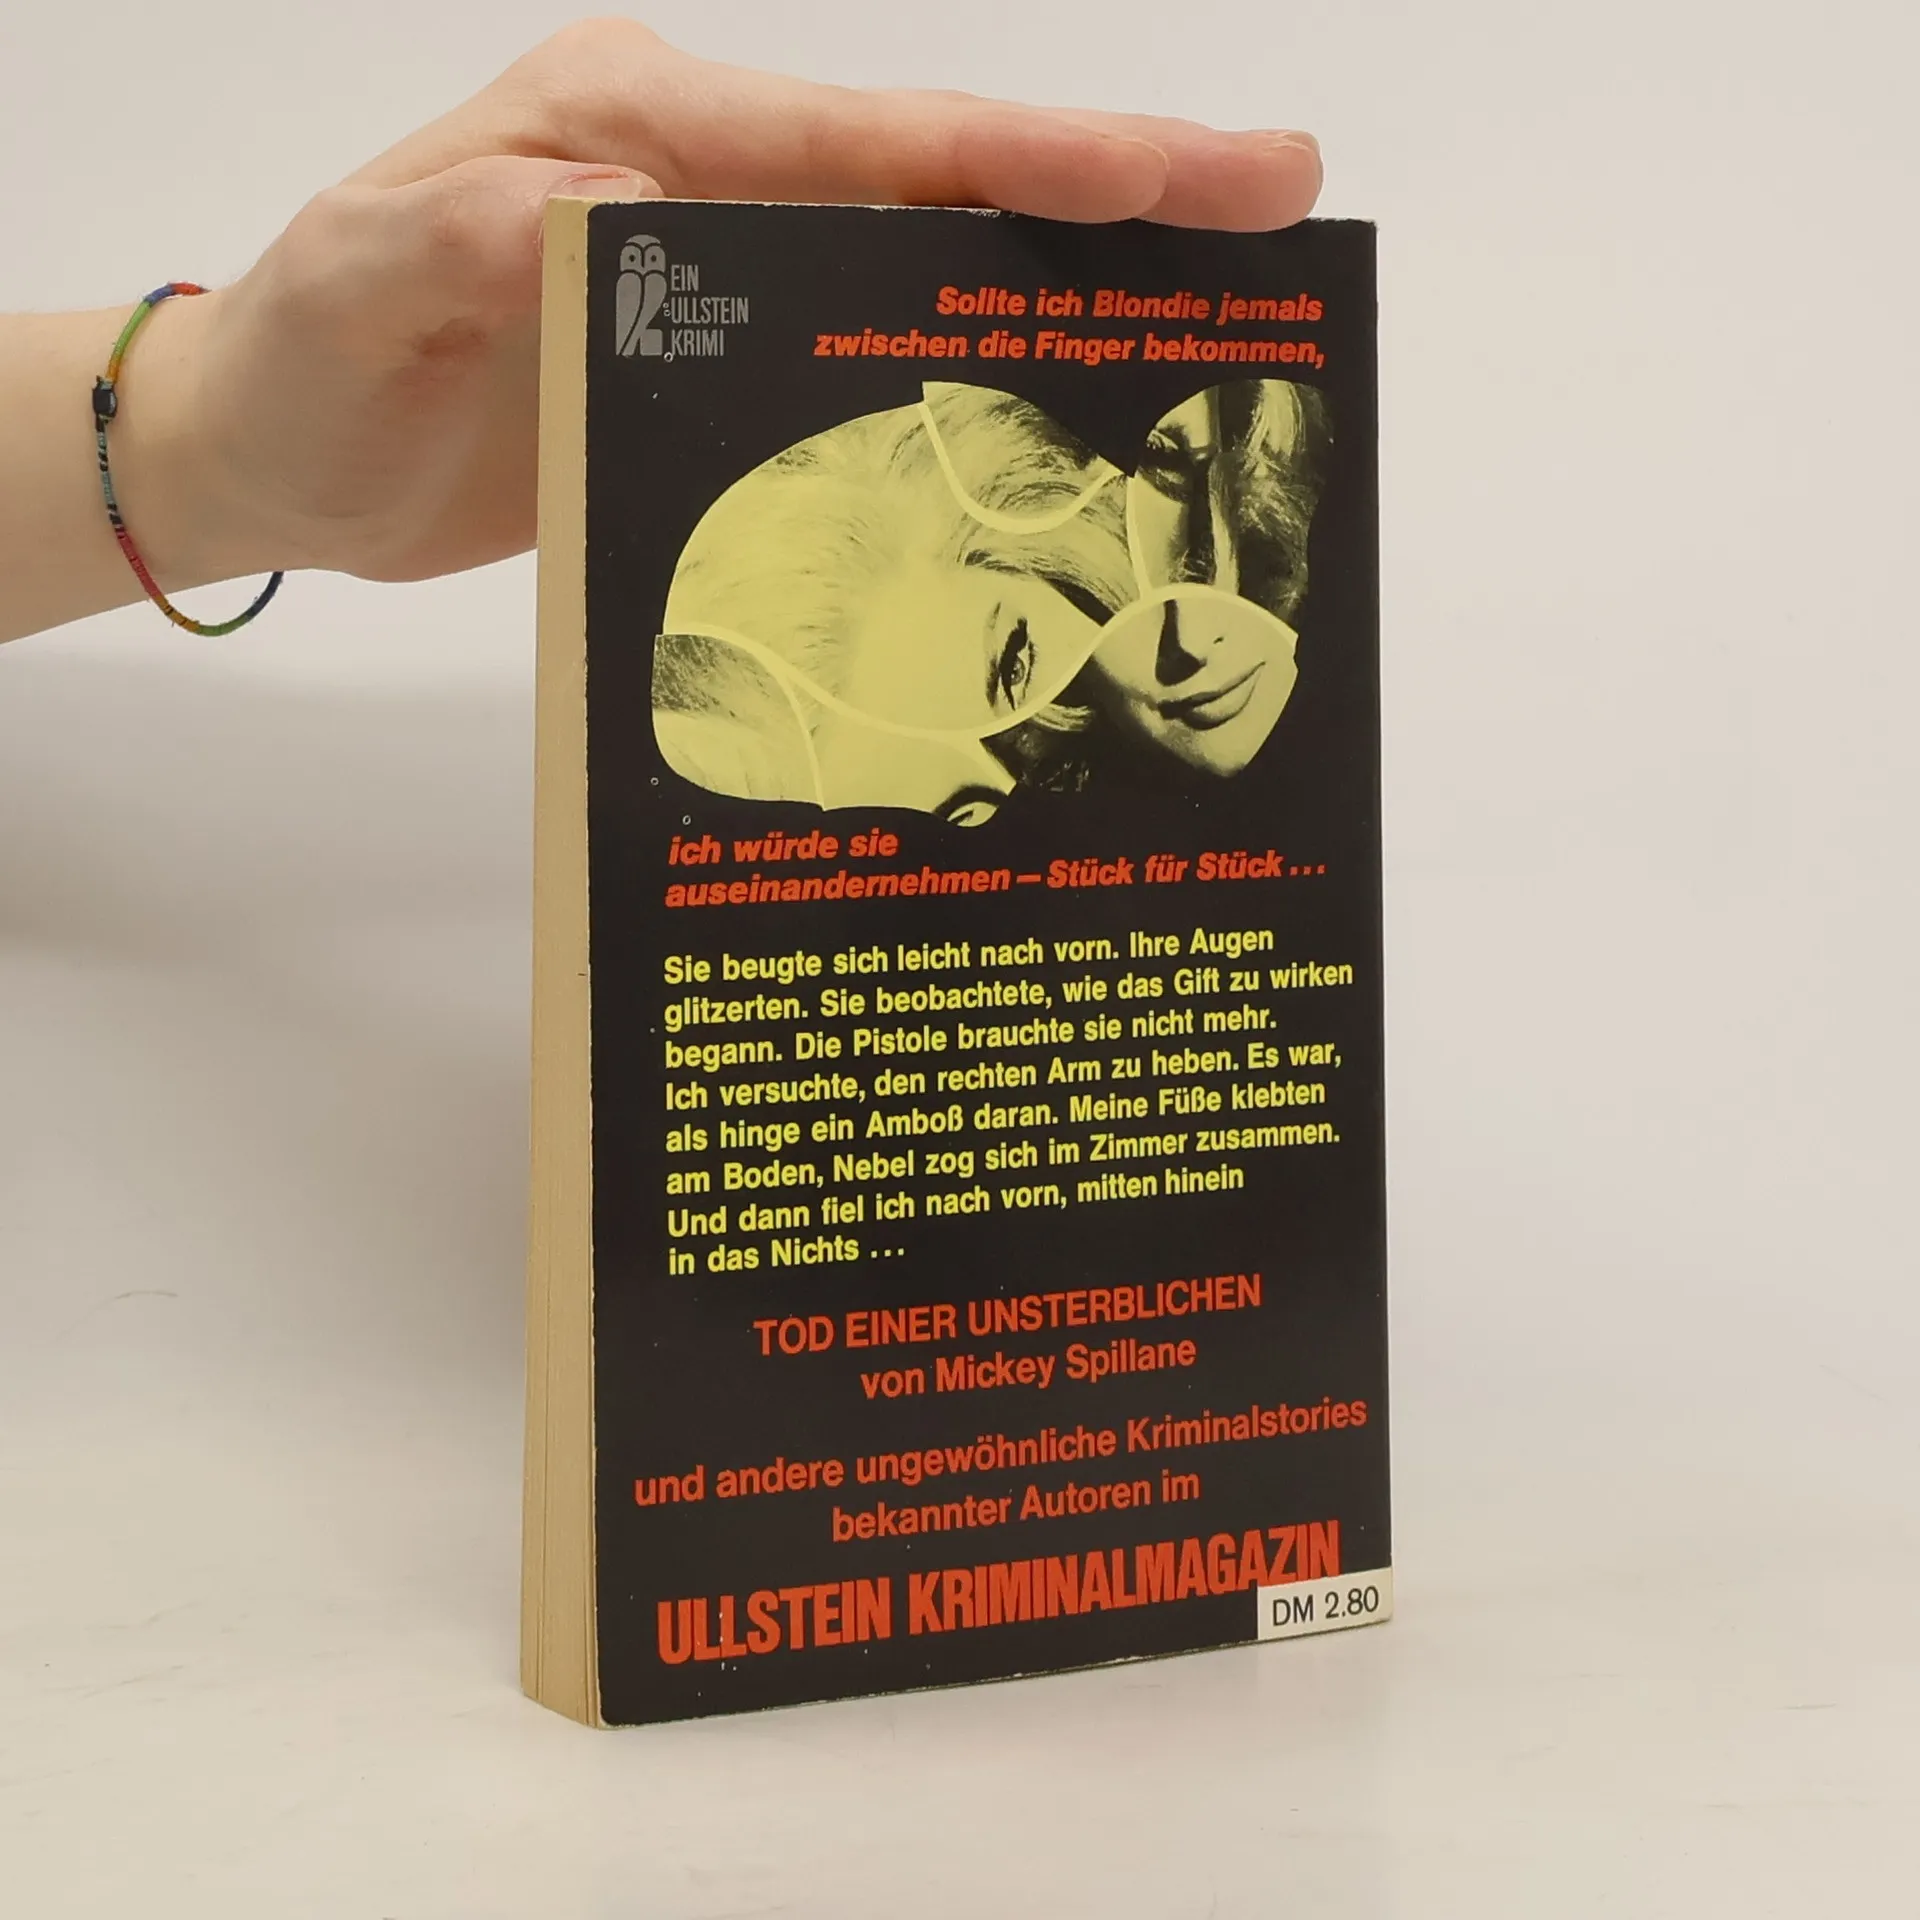 EIN
ULLSTEIN
KRIMI
Sollte ich Blondie jemals
zwischen die Finger bekommen,
ich würde sie
auseinandernehmen – Stück für Stück ...
Sie beugte sich leicht nach vorn. Ihre Augen
glitzerten. Sie beobachtete, wie das Gift zu wirken
begann. Die Pistole brauchte sie nicht mehr.
Ich versuchte, den rechten Arm zu heben. Es war,
als hinge ein Amboß daran. Meine Füße klebten
am Boden, Nebel zog sich im Zimmer zusammen.
Und dann fiel ich nach vorn, mitten hinein
in das Nichts ...
TOD EINER UNSTERBLICHEN
von Mickey Spillane
und andere ungewöhnliche Kriminalstories
bekannter Autoren im
ULLSTEIN KRIMINALMAGAZIN
DM 2.80